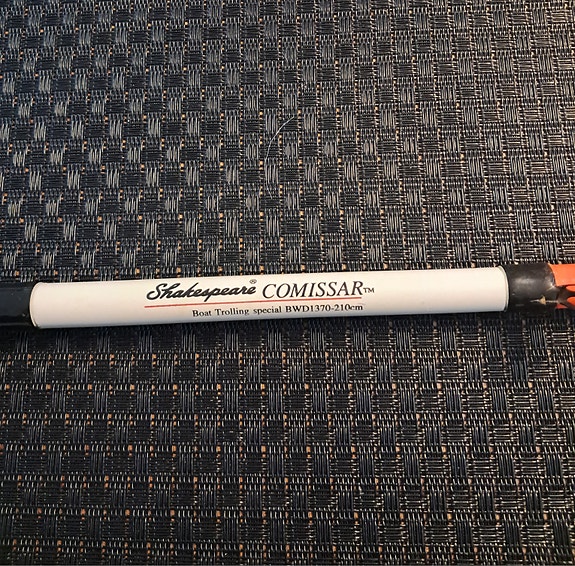 Shakespeare® COMISSAR™
Boat Trolling special BWD1370-210cm